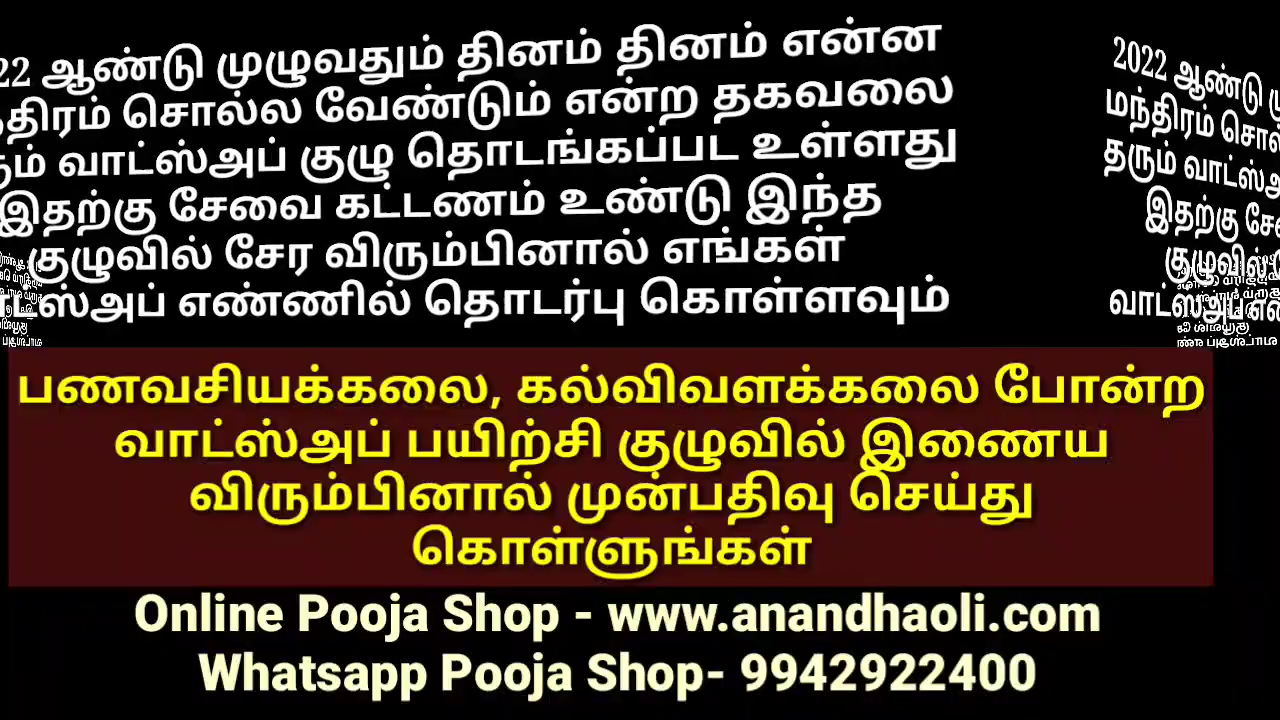 22 ஆண்டு முழுவதும் தினம் தினம் என்ன
திரம் சொல்ல வேண்டும் என்ற தகவலை
ரும் வாட்ஸ்அப் குழு தொடங்கப்பட உள்ளது
இதற்கு சேவை கட்டணம் உண்டு இந்த
குழுவில் சேர விரும்பினால் எங்கள்
ட்ஸ்அப் எண்ணில் தொடர்பு கொள்ளவும்
2022 ஆண்டு மு
மந்திரம் சொல்
தரும் வாட்ஸ்அ
இதற்கு சே
குழுவில்
வாட்ஸ்அப் எண்
பணவசியக்கலை, கல்விவளக்கலை போன்ற
வாட்ஸ்அப் பயிற்சி குழுவில் இணைய
விரும்பினால் முன்பதிவு செய்து
கொள்ளுங்கள்
Online Pooja Shop - www.anandhaoli.com
Whatsapp Pooja Shop- 9942922400